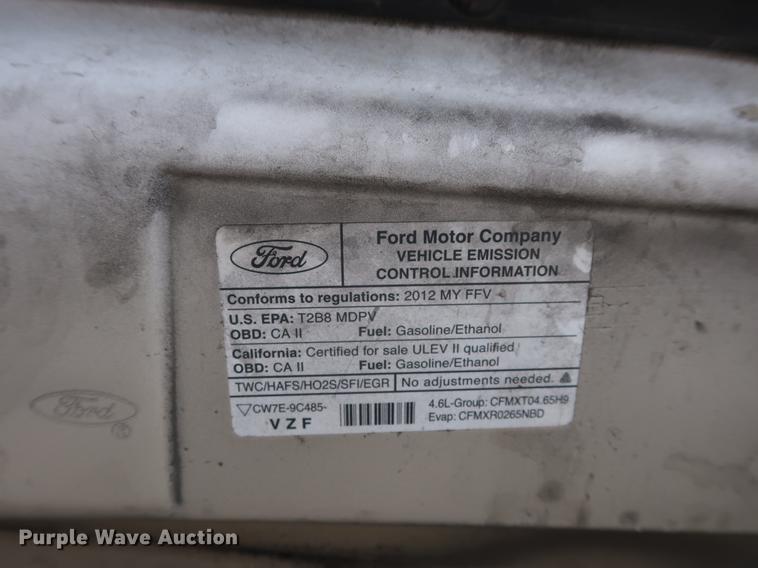 Ford
Ford Motor Company
VEHICLE EMISSION
CONTROL INFORMATION
Conforms to regulations: 2012 MY FFV
U.S. EPA: T2B8 MDPV
OBD: CA II Fuel: Gasoline/Ethanol
California: Certified for sale ULEV II qualified
OBD: CA II Fuel: Gasoline/Ethanol
TWC/HAFS/HO2S/SFI/EGR No adjustments needed.
CW7E-9C485- 4.6L-Group: CFMXT04.65H9
VZF Evap: CFMXR0265NBD
Ford
®
Purple Wave Auction®